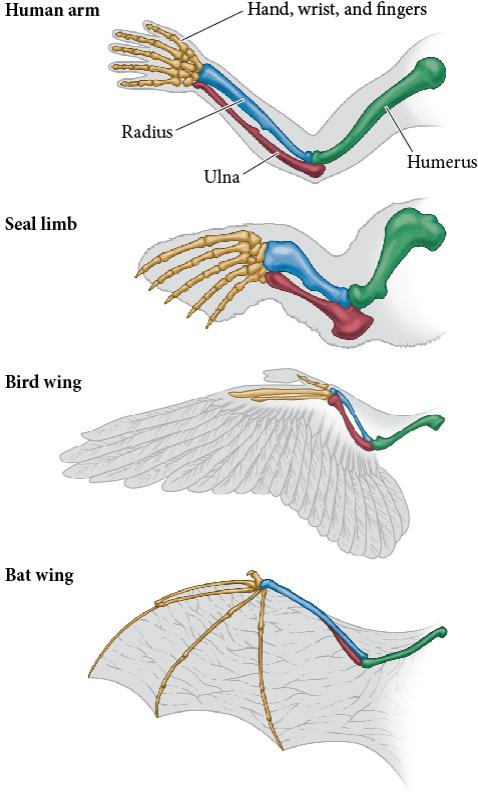 Human arm
Hand, wrist, and fingers
Radius
Ulna
Humerus
Seal limb
Bird wing
Bat wing